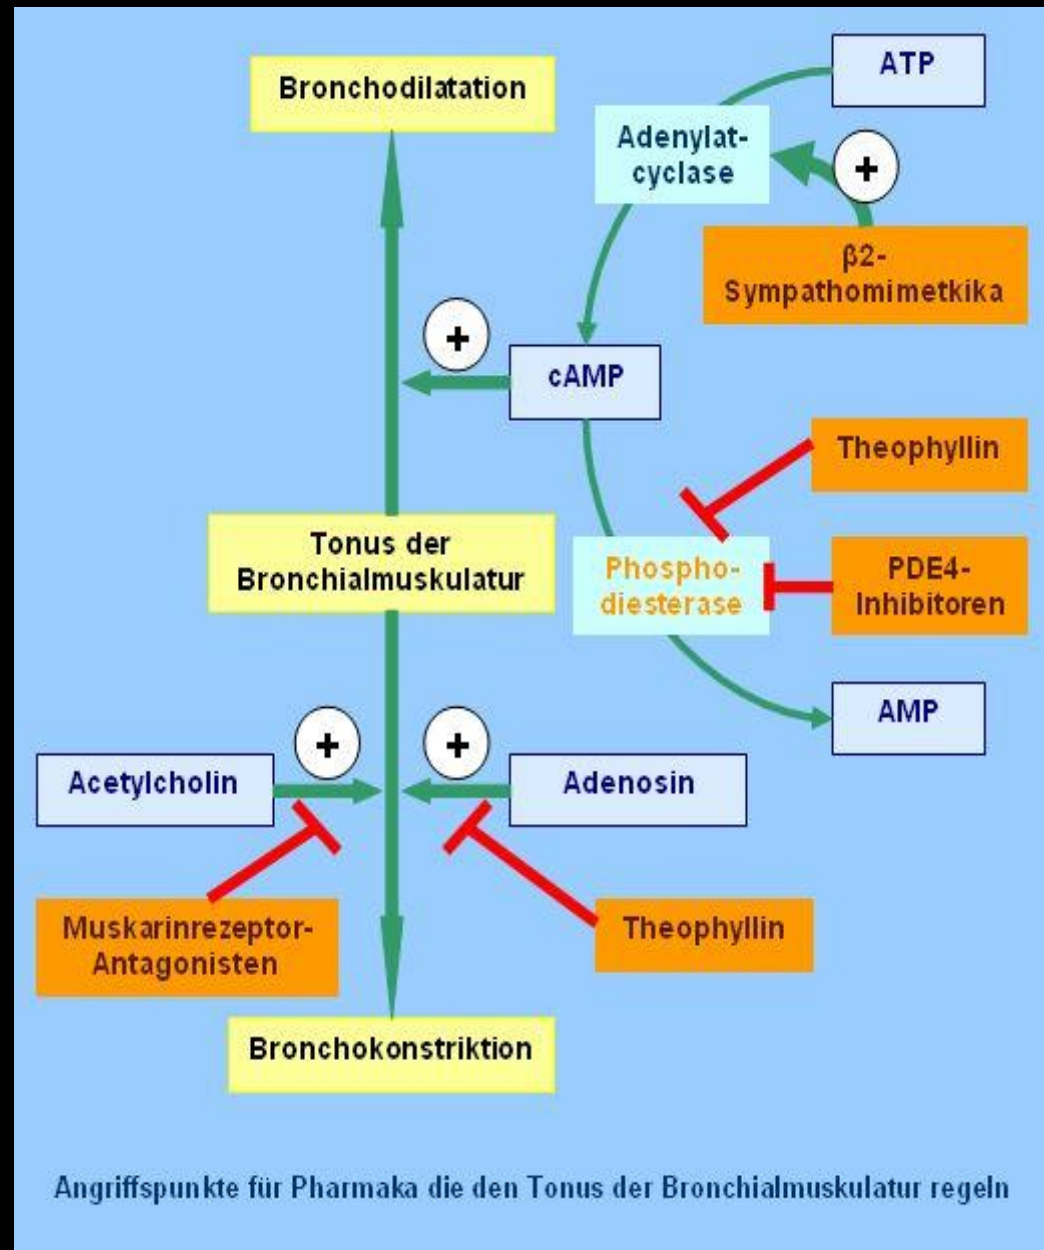 ATP
Bronchodilatation
Adenylat-
cyclase
+
β2-
Sympathomimetkika
+
cAMP
Theophyllin
Tonus der
Bronchialmuskulatur
Phospho-
diesterase
PDE4-
Inhibitoren
AMP
+
+
Acetylcholin
Adenosin
Muskarinrezeptor-
Antagonisten
Theophyllin
Bronchokonstriktion
Angriffspunkte für Pharmaka die den Tonus der Bronchialmuskulatur regeln